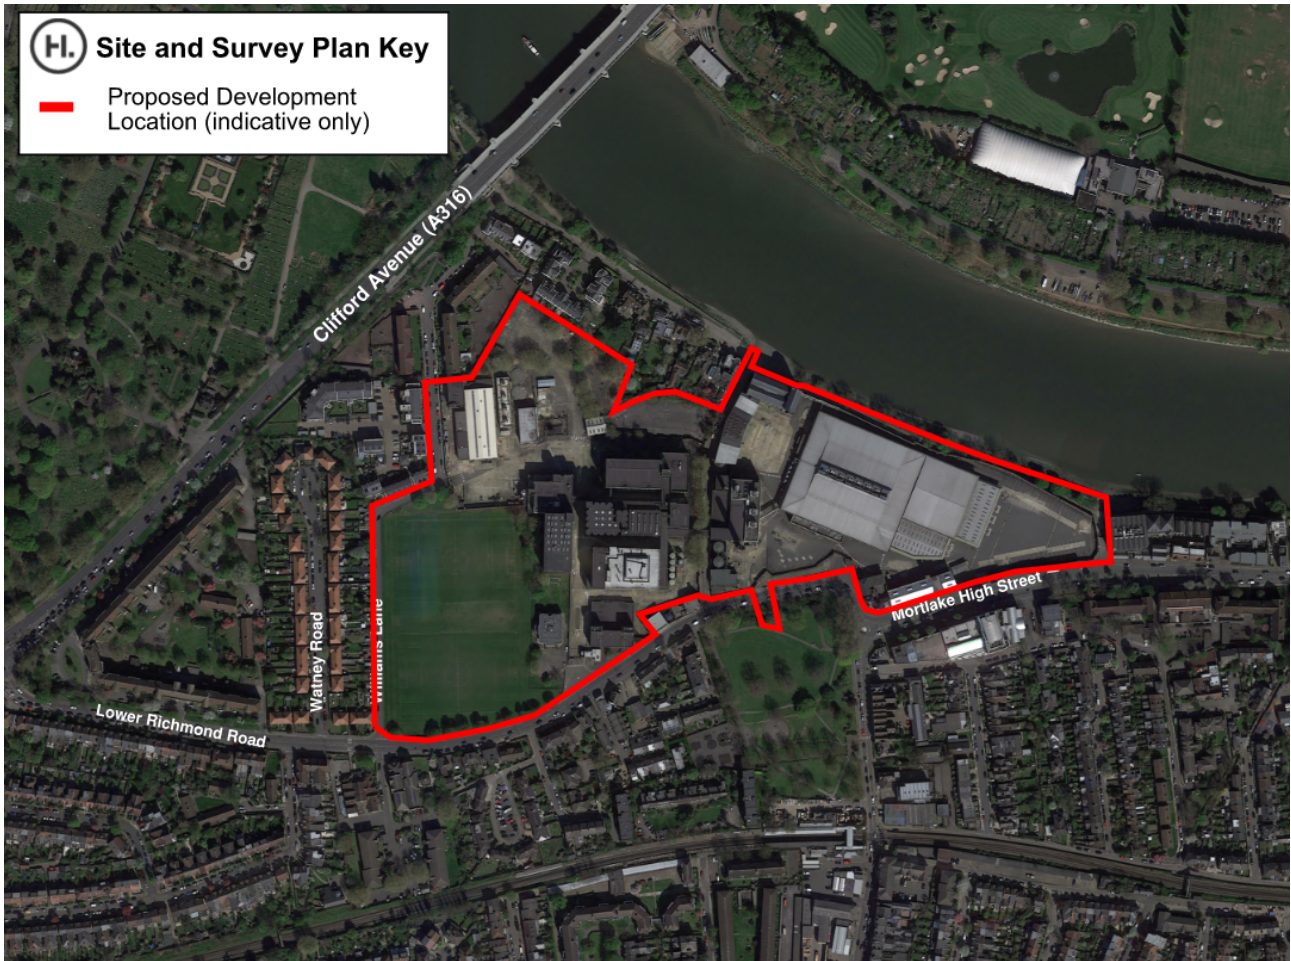 H.
Site and Survey Plan Key
Proposed Development
Location (indicative only)
Clifford Avenue (A316)
Watney Road
Williams Lane
Lower Richmond Road
Mortlake High Street